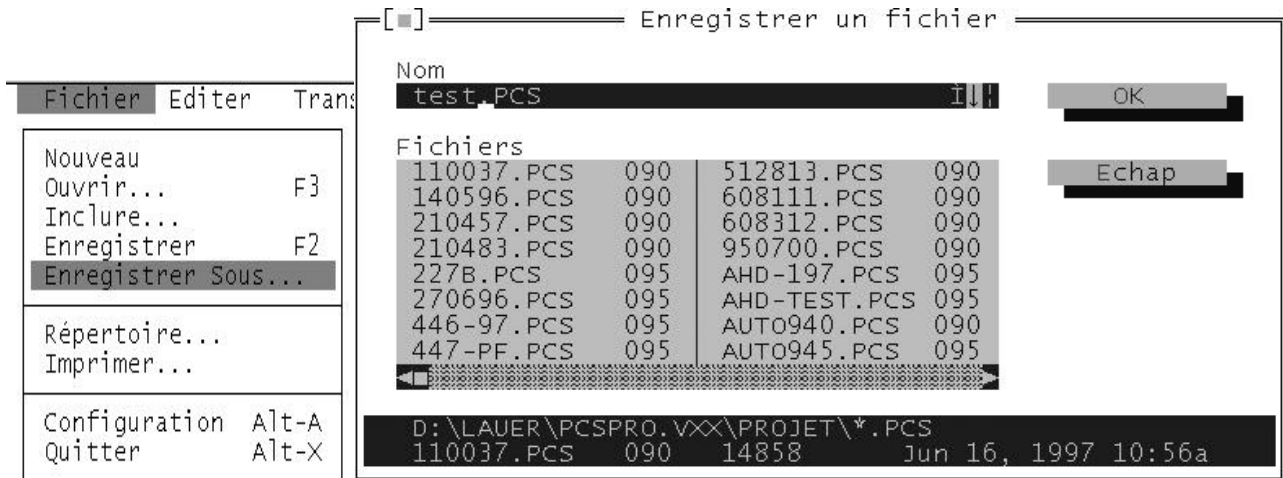 Fichier Editer Trans
Nouveau
Ouvrir... F3
Inclure...
Enregistrer F2
Enregistrer Sous...
Répertoire...
Imprimer...
Configuration Alt-A
Quitter Alt-X
Enregistrer un fichier
Nom
test.PCS
OK
Fichiers
Echap
110037.PCS 090 512813.PCS 090
140596.PCS 090 608111.PCS 090
210457.PCS 090 608312.PCS 090
210483.PCS 090 950700.PCS 090
227B.PCS 095 AHD-197.PCS 095
270696.PCS 095 AHD-TEST.PCS 095
446-97.PCS 095 AUTO940.PCS 090
447-PF.PCS 095 AUTO945.PCS 095
D:\LAUER\PCSPRO.VXX\PROJET\*.PCS
110037.PCS 090 14858 Jun 16, 1997 10:56a